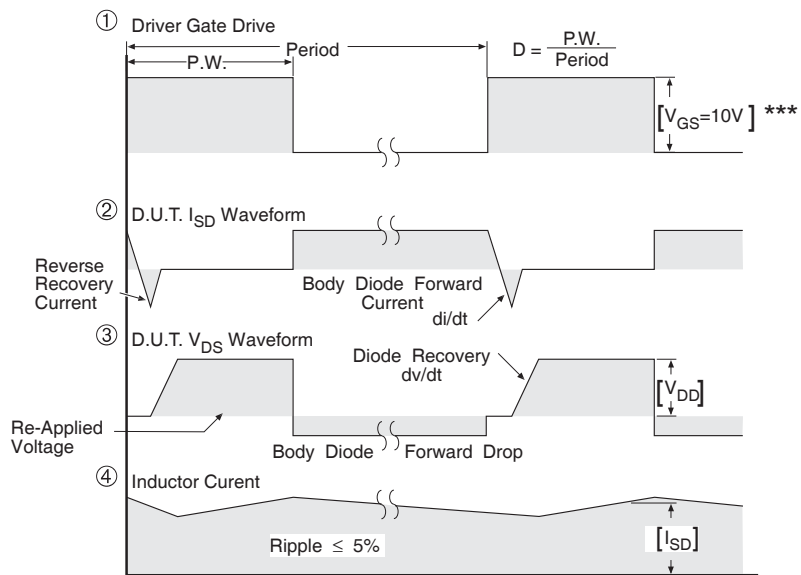 ① Driver Gate Drive
Period
P.W.
D = P.W. / Period
[VGS=10V] ***
② D.U.T. ISD Waveform
Reverse
Recovery
Current
Body Diode Forward
Current
di/dt
③ D.U.T. VDS Waveform
Diode Recovery
dv/dt
[VDD]
Re-Applied
Voltage
Body Diode Forward Drop
④ Inductor Curent
Ripple ≤ 5%
[ISD]